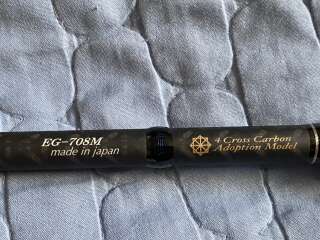 EG-708M
made in japan
4 Cross Carbon
Adoption Model